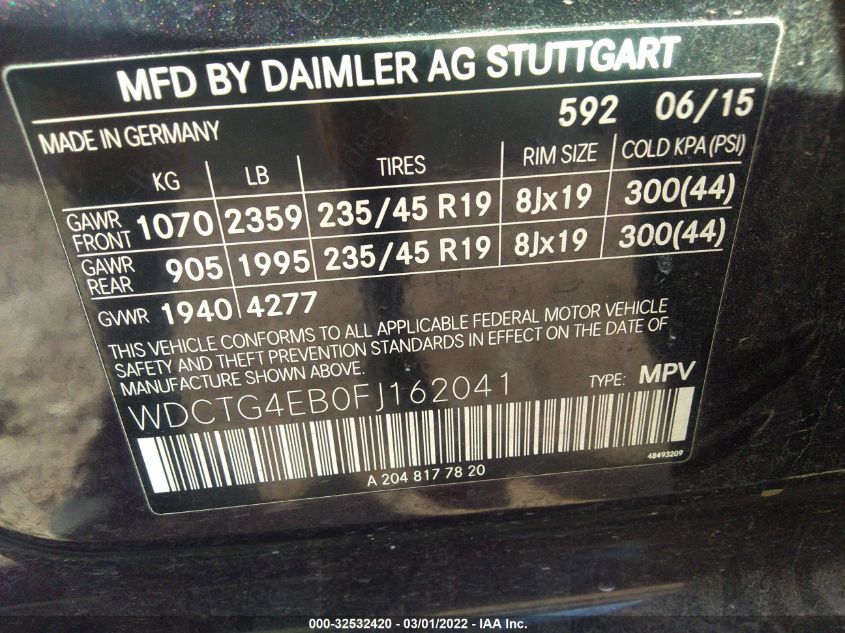 MFD BY DAIMLER AG STUTTGART
592 06/15
MADE IN GERMANY
KG LB TIRES RIM SIZE COLD KPA (PSI)
GAWR FRONT 1070 2359 235/45 R19 8Jx19 300(44)
GAWR REAR 905 1995 235/45 R19 8Jx19 300(44)
GVWR 1940 4277
THIS VEHICLE CONFORMS TO ALL APPLICABLE FEDERAL MOTOR VEHICLE
SAFETY AND THEFT PREVENTION STANDARDS IN EFFECT ON THE DATE OF
MANUFACTURE SHOWN ABOVE.
WDCTG4EB0FJ162041 TYPE: MPV
A 204 817 78 20 48493209
000-32532420 - 03/01/2022 - IAA Inc.